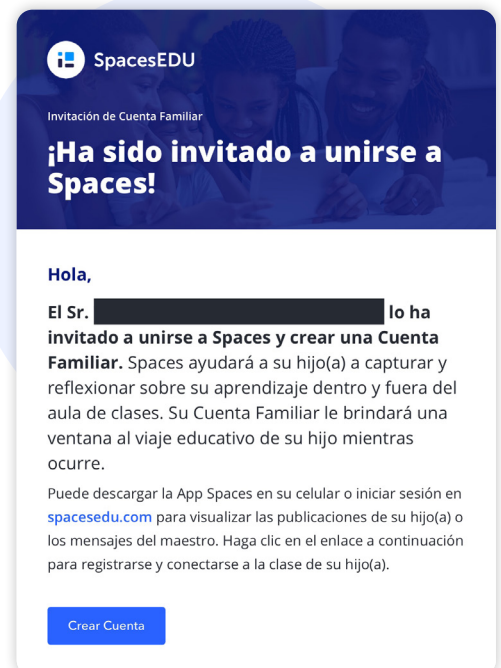 SpacesEDU
Invitación de Cuenta Familiar
¡Ha sido invitado a unirse a
Spaces!
Hola,
El Sr. lo ha
invitado a unirse a Spaces y crear una Cuenta
Familiar. Spaces ayudará a su hijo(a) a capturar y
reflexionar sobre su aprendizaje dentro y fuera del
aula de clases. Su Cuenta Familiar le brindará una
ventana al viaje educativo de su hijo mientras
ocurre.
Puede descargar la App Spaces en su celular o iniciar sesión en
spacesedu.com para visualizar las publicaciones de su hijo(a) o
los mensajes del maestro. Haga clic en el enlace a continuación
para registrarse y conectarse a la clase de su hijo(a).
Crear Cuenta